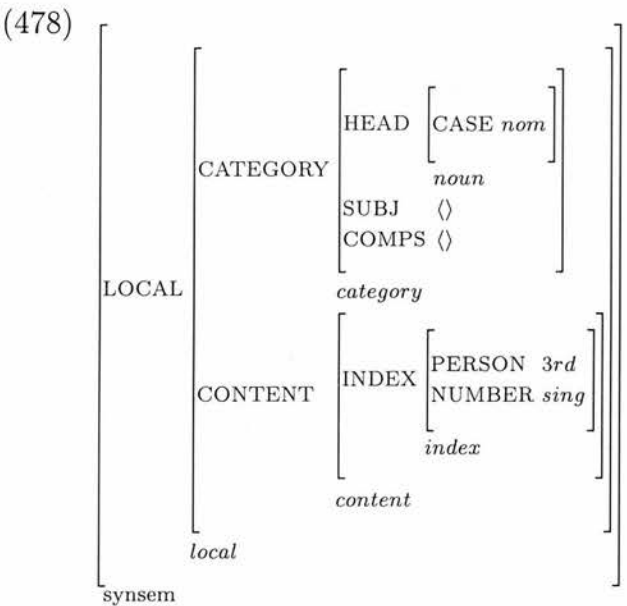 (478)
HEAD CASE nom
CATEGORY
noun
SUBJ ⟨⟩
COMPS ⟨⟩
LOCAL
category
PERSON 3rd
INDEX
CONTENT
NUMBER sing
index
content
local
synsem